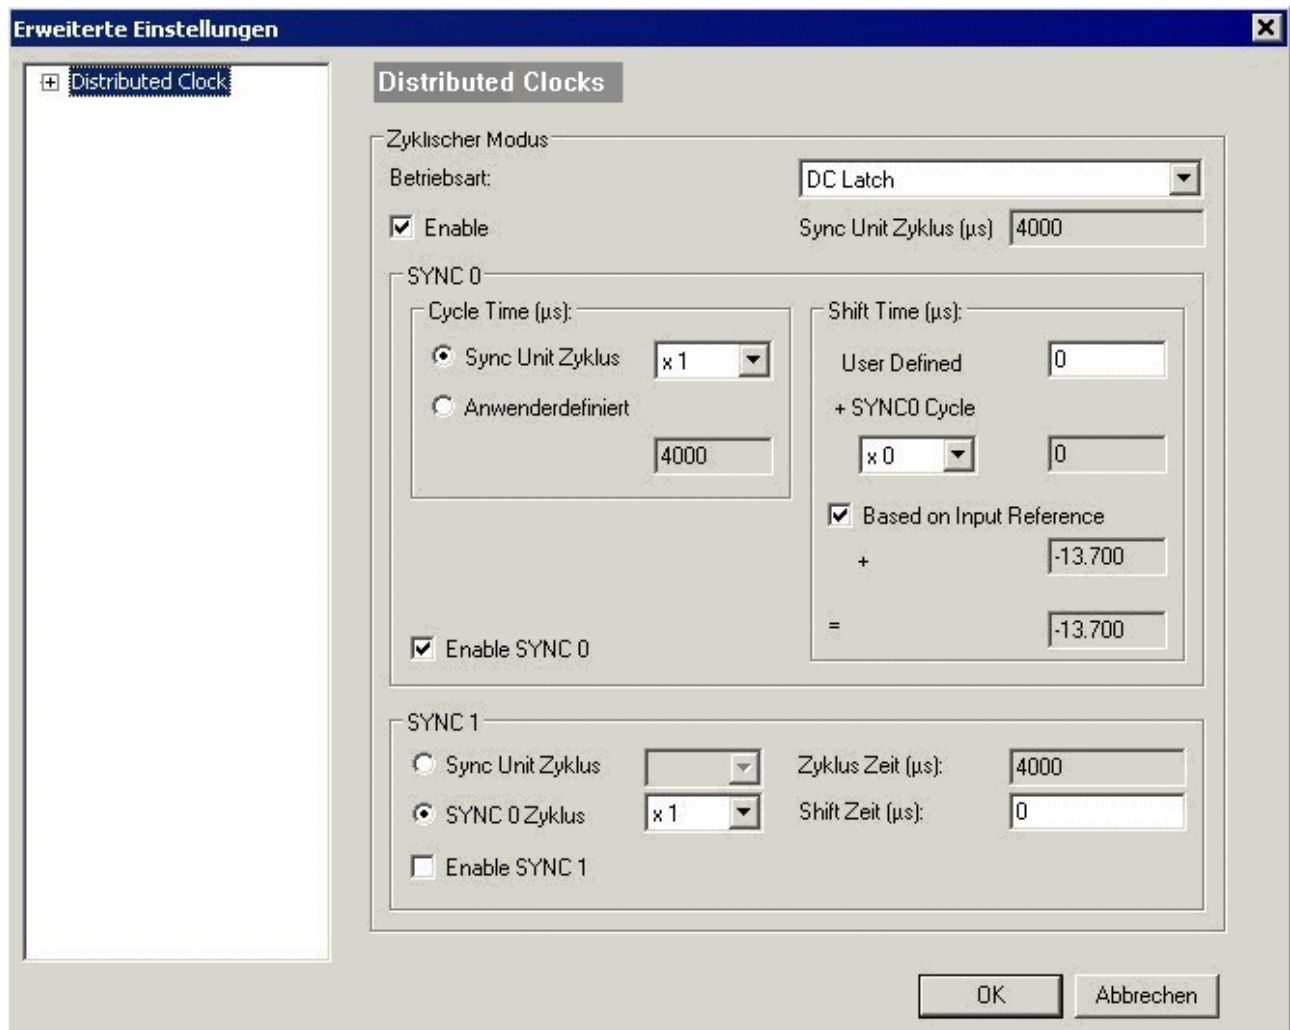 Erweiterte Einstellungen
Distributed Clock
Distributed Clocks
Zyklischer Modus
Betriebsart:
DC Latch
Enable
Sync Unit Zyklus (µs)
4000
SYNC 0
Cycle Time (µs):
Sync Unit Zyklus
x 1
Anwenderdefiniert
4000
Enable SYNC 0
Shift Time (µs):
User Defined
0
+ SYNC0 Cycle
x 0
0
Based on Input Reference
+
-13.700
=
-13.700
SYNC 1
Sync Unit Zyklus
Zyklus Zeit (µs):
4000
SYNC 0 Zyklus
x 1
Shift Zeit (µs):
0
Enable SYNC 1
OK
Abbrechen